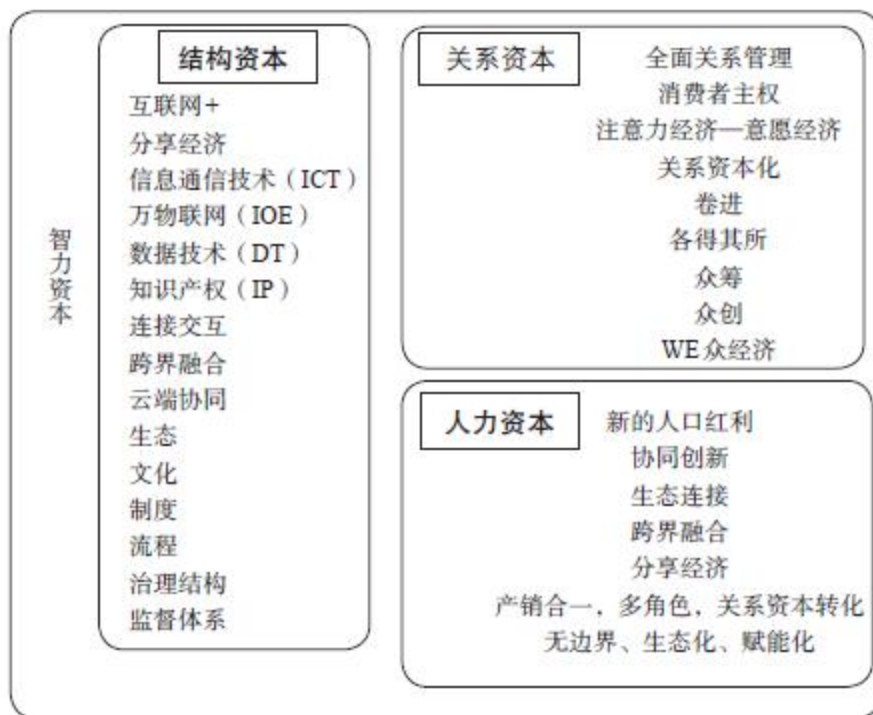 智力资本
结构资本
互联网+
分享经济
信息通信技术（ICT）
万物联网（IOE）
数据技术（DT）
知识产权（IP）
连接交互
跨界融合
云端协同
生态
文化
制度
流程
治理结构
监督体系
关系资本
全面关系管理
消费者主权
注意力经济—意愿经济
关系资本化
卷进
各得其所
众筹
众创
WE众经济
人力资本
新的人口红利
协同创新
生态连接
跨界融合
分享经济
产销合一，多角色，关系资本转化
无边界、生态化、赋能化